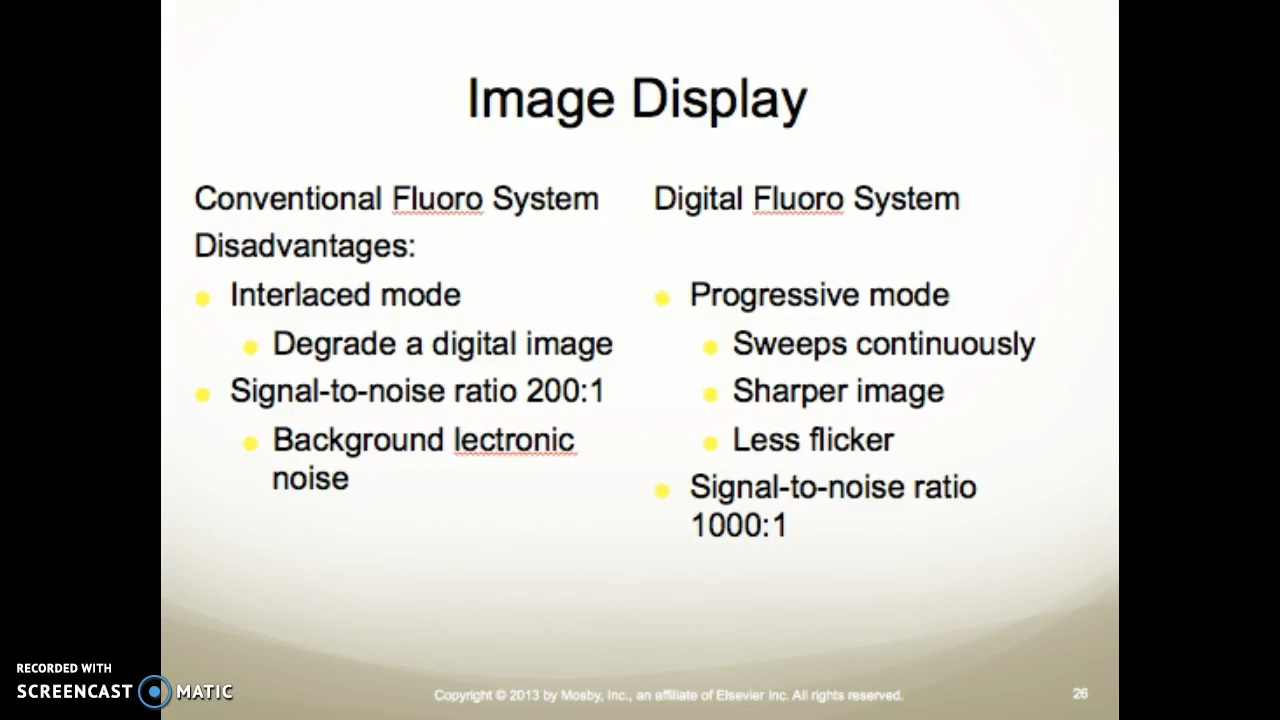 Image Display
Conventional Fluoro System
Disadvantages:
Interlaced mode
Degrade a digital image
Signal-to-noise ratio 200:1
Background lectronic
noise
Digital Fluoro System
Progressive mode
Sweeps continuously
Sharper image
Less flicker
Signal-to-noise ratio
1000:1
RECORDED WITH
SCREENCAST MATIC
Copyright © 2013 by Mosby, Inc., an affiliate of Elsevier Inc. All rights reserved.
26